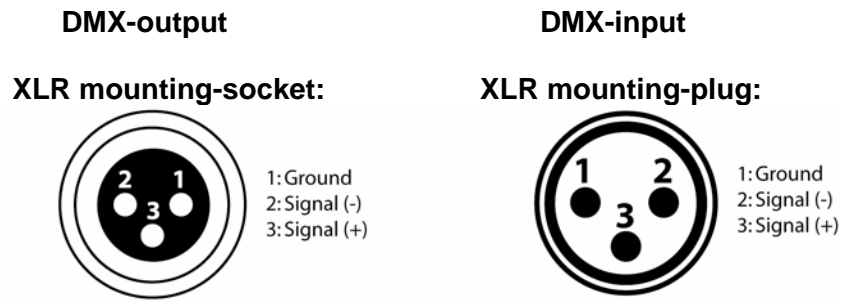 DMX-output
DMX-input
XLR mounting-socket:
XLR mounting-plug:
2 1
3
1: Ground
2: Signal (-)
3: Signal (+)
1 2
3
1: Ground
2: Signal (-)
3: Signal (+)